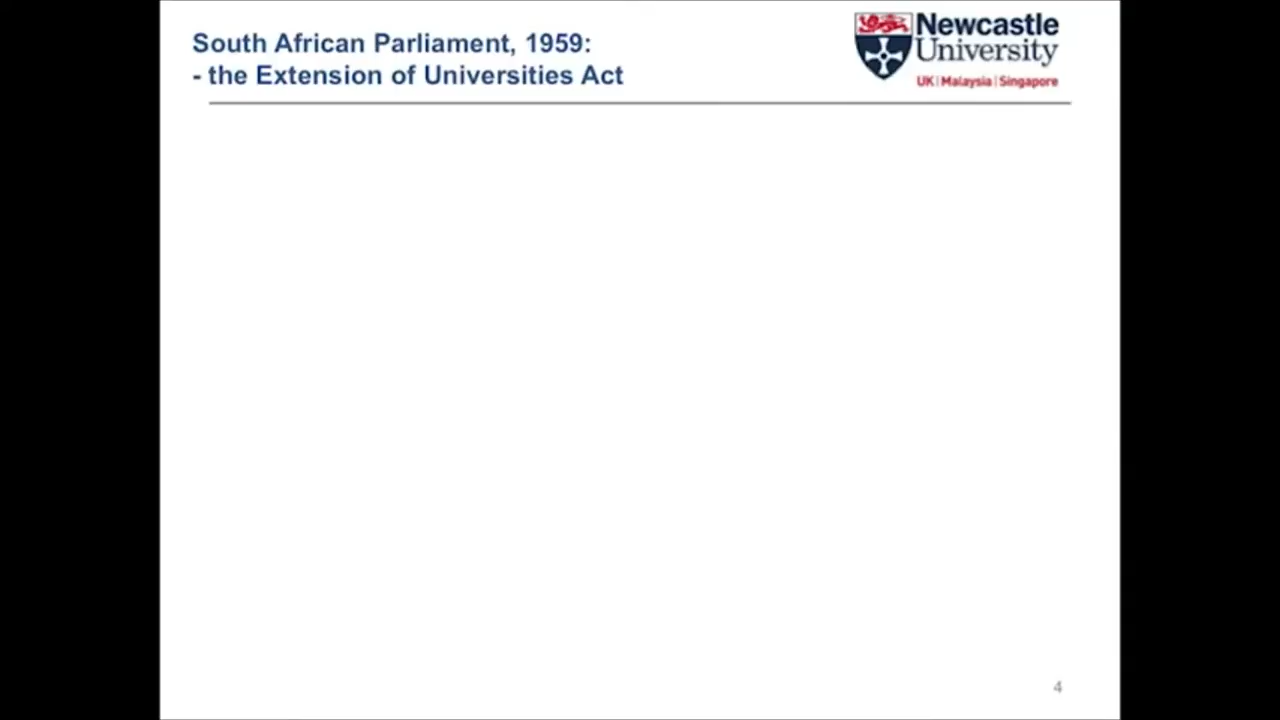 South African Parliament, 1959:
- the Extension of Universities Act
Newcastle
University
UK | Malaysia | Singapore
4